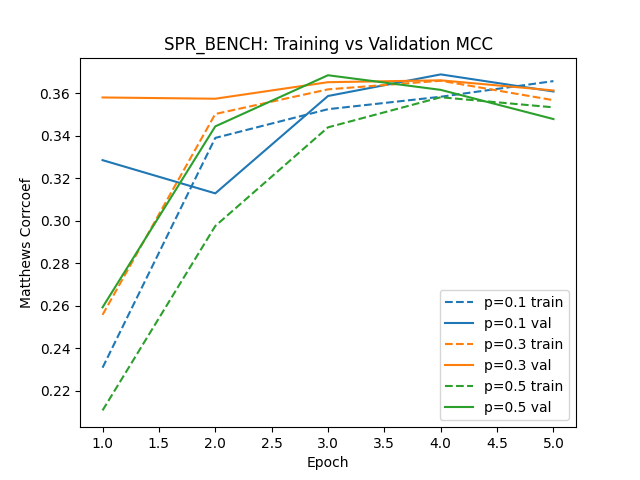 SPR_BENCH: Training vs Validation MCC
Matthews Corrcoef
0.36
0.34
0.32
0.30
0.28
0.26
0.24
0.22
p=0.1 train
p=0.1 val
p=0.3 train
p=0.3 val
p=0.5 train
p=0.5 val
1.0 1.5 2.0 2.5 3.0 3.5 4.0 4.5 5.0
Epoch